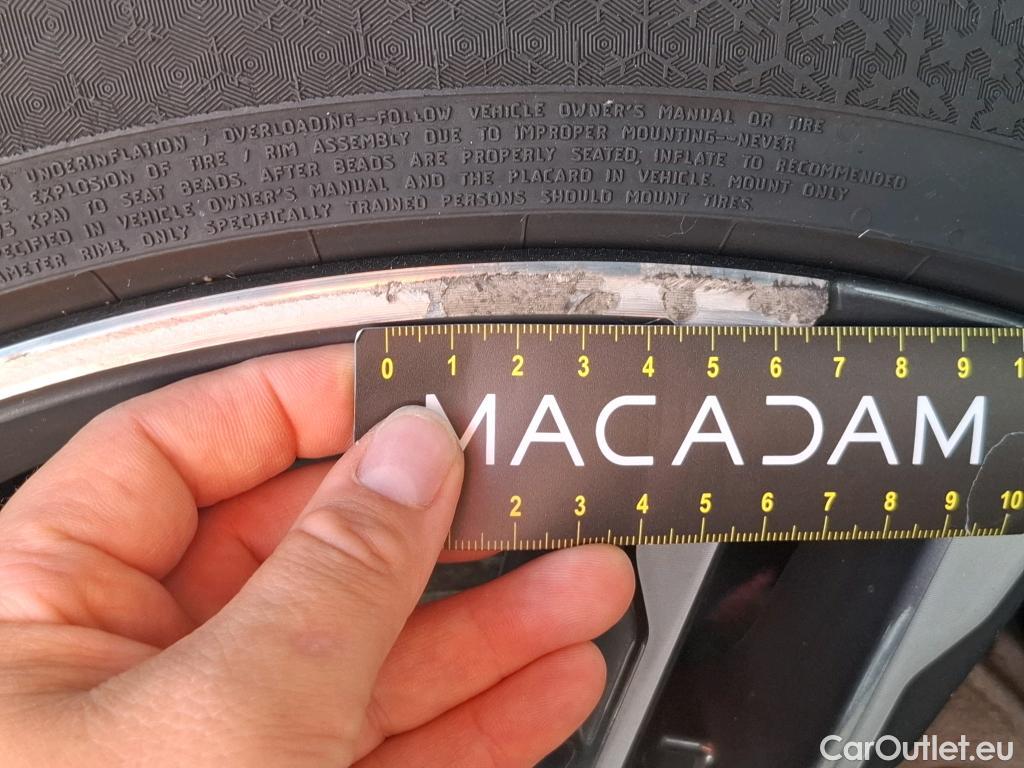 UNDERINFLATION / OVERLOADING--FOLLOW VEHICLE OWNER'S MANUAL OR TIRE
EXPLOSION OF TIRE / RIM ASSEMBLY DUE TO IMPROPER MOUNTING--NEVER
KPA) TO SEAT BEADS. AFTER BEADS ARE PROPERLY SEATED, INFLATE TO RECOMMENDED
IN VEHICLE OWNER'S MANUAL AND THE PLACARD IN VEHICLE. MOUNT ONLY
RIMS. ONLY SPECIFICALLY TRAINED PERSONS SHOULD MOUNT TIRES.
0 1 2 3 4 5 6 7 8 9 1
MACADAM
2 3 4 5 6 7 8 9 10
CarOutlet.eu